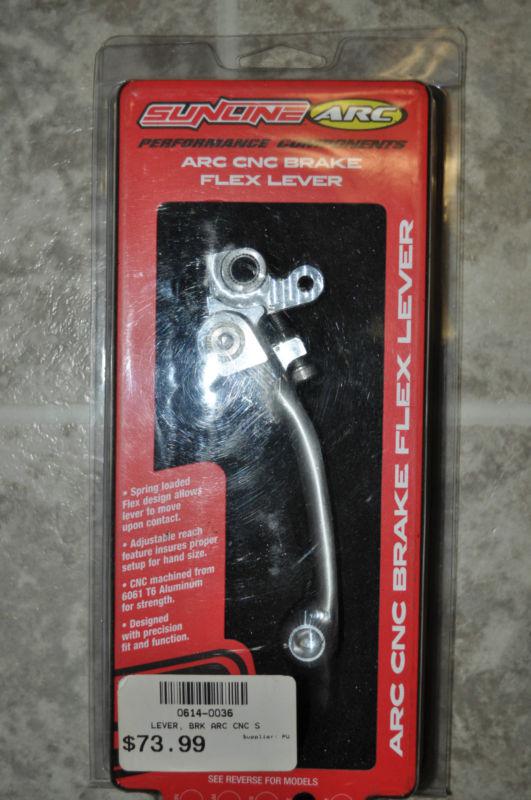 SUNLINE ARC
PERFORMANCE COMPONENTS
ARC CNC BRAKE
FLEX LEVER
ARC CNC BRAKE FLEX LEVER
• Spring loaded
Flex design allows
lever to move
upon contact.
• Adjustable reach
feature insures proper
setup for hand size.
• CNC machined from
6061 T6 Aluminum
for strength.
• Designed
with precision
fit and function.
0614-0036
LEVER, BRK ARC CNC S
Supplier: PU
$73.99
SEE REVERSE FOR MODELS